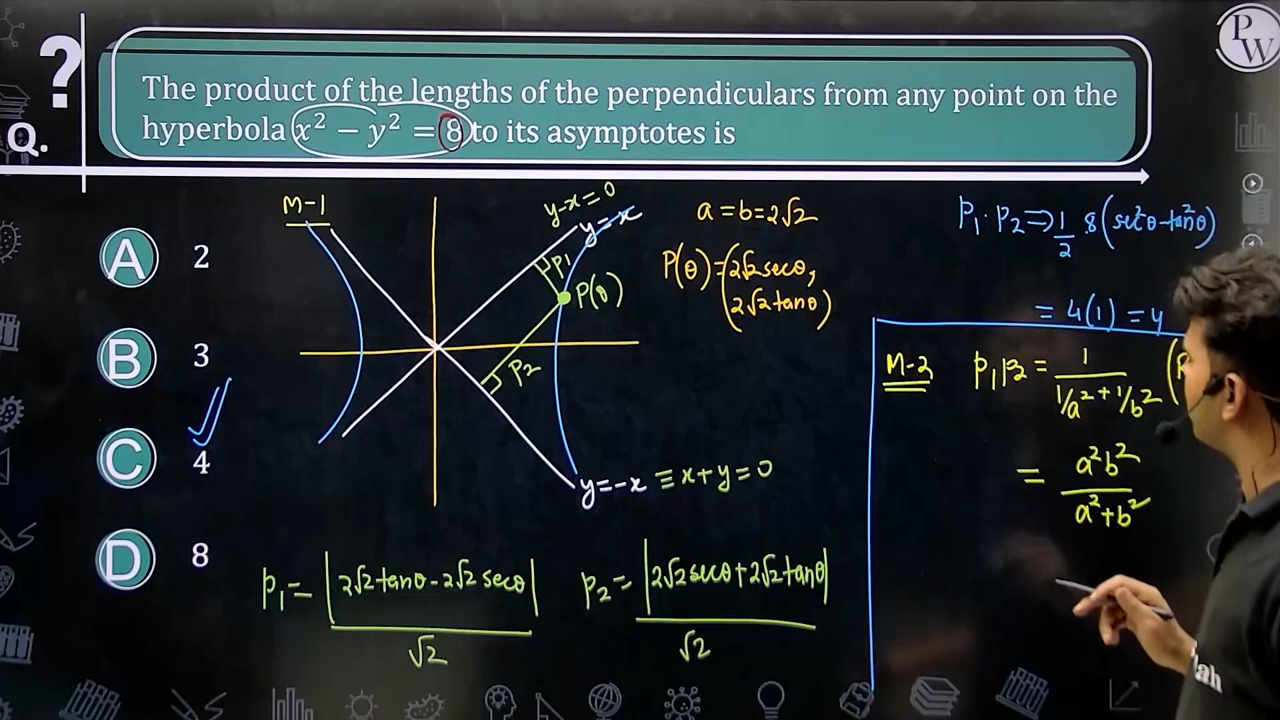 ?
Q.
The product of the lengths of the perpendiculars from any point on the
hyperbola x² − y² = 8 to its asymptotes is
P
W
A 2
B 3
C 4
D 8
M-1
y-x=0
y=x
P1
P(θ)
P2
y=-x ≡ x+y=0
a=b=2√2
P(θ)=(2√2secθ,
2√2tanθ)
P1 = |2√2tanθ-2√2secθ| / √2
P2 = |2√2secθ+2√2tanθ| / √2
P1·P2 ⇒ 1/2 8(sec²θ-tan²θ)
= 4(1) = 4
M-2 P1P2 = 1 / (1/a² + 1/b²)
= a²b² / (a²+b²)
ah